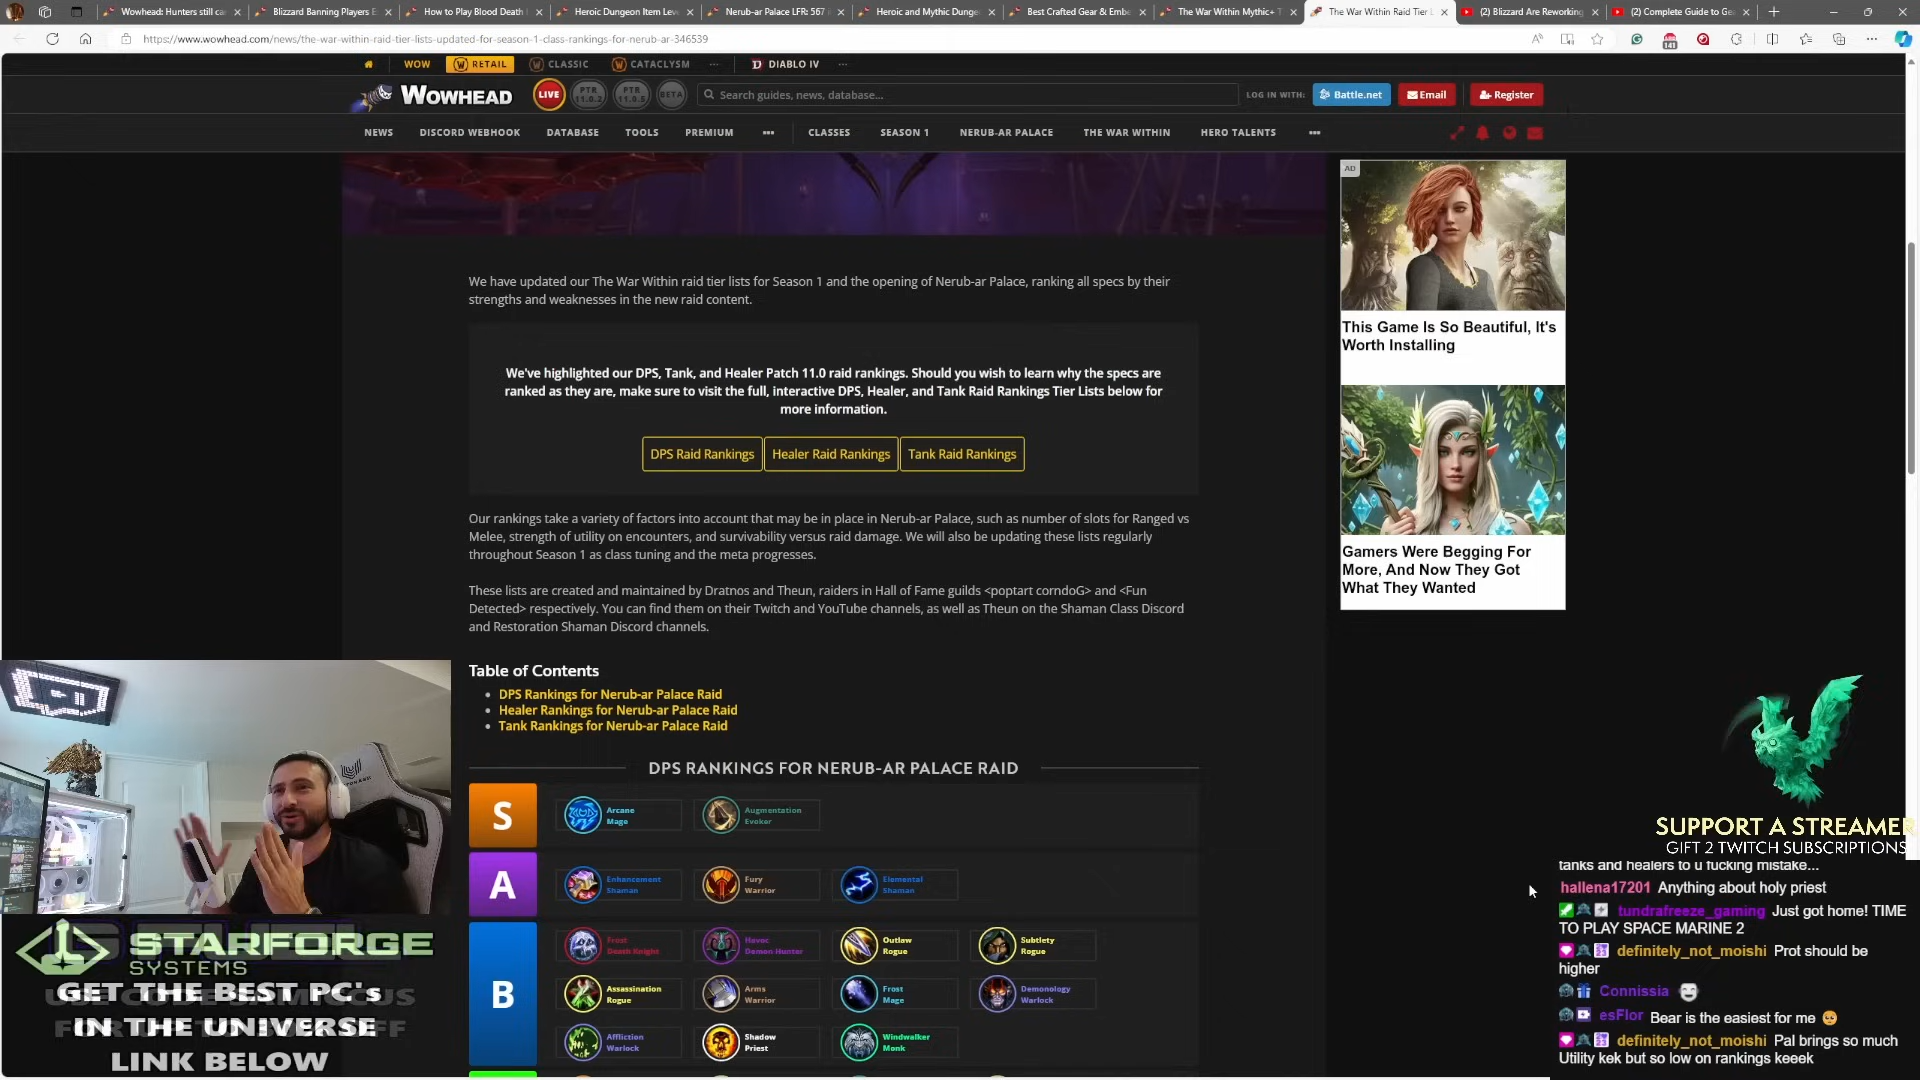 Wowhead: Hunters still ca
Blizzard Banning Players E
How to Play Blood Death
Heroic Dungeon Item Leve
Nerub-ar Palace LFR: 567 i
Heroic and Mythic Dunge
Best Crafted Gear & Embe
The War Within Mythic+ T
The War Within Raid Tier L
(2) Blizzard Are Reworking
(2) Complete Guide to Ge
https://www.wowhead.com/news/the-war-within-raid-tier-lists-updated-for-season-1-class-rankings-for-nerub-ar-346539
141
WOW
RETAIL
CLASSIC
CATACLYSM
DIABLO IV
WOWHEAD
LIVE
PTR 11.0.2
PTR 11.0.5
BETA
Search guides, news, database...
LOG IN WITH:
Battle.net
Email
Register
NEWS
DISCORD WEBHOOK
DATABASE
TOOLS
PREMIUM
CLASSES
SEASON 1
NERUB-AR PALACE
THE WAR WITHIN
HERO TALENTS
We have updated our The War Within raid tier lists for Season 1 and the opening of Nerub-ar Palace, ranking all specs by their
strengths and weaknesses in the new raid content.
We've highlighted our DPS, Tank, and Healer Patch 11.0 raid rankings. Should you wish to learn why the specs are
ranked as they are, make sure to visit the full, interactive DPS, Healer, and Tank Raid Rankings Tier Lists below for
more information.
DPS Raid Rankings
Healer Raid Rankings
Tank Raid Rankings
Our rankings take a variety of factors into account that may be in place in Nerub-ar Palace, such as number of slots for Ranged vs
Melee, strength of utility on encounters, and survivability versus raid damage. We will also be updating these lists regularly
throughout Season 1 as class tuning and the meta progresses.
These lists are created and maintained by Dratnos and Theun, raiders in Hall of Fame guilds <poptart corndoG> and <Fun
Detected> respectively. You can find them on their Twitch and YouTube channels, as well as Theun on the Shaman Class Discord
and Restoration Shaman Discord channels.
Table of Contents
DPS Rankings for Nerub-ar Palace Raid
Healer Rankings for Nerub-ar Palace Raid
Tank Rankings for Nerub-ar Palace Raid
DPS RANKINGS FOR NERUB-AR PALACE RAID
S
Arcane
Mage
Augmentation
Evoker
A
Enhancement
Shaman
Fury
Warrior
Elemental
Shaman
B
Frost
Death Knight
Havoc
Demon Hunter
Outlaw
Rogue
Subtlety
Rogue
Assassination
Rogue
Arms
Warrior
Frost
Mage
Demonology
Warlock
Affliction
Warlock
Shadow
Priest
Windwalker
Monk
AD
This Game Is So Beautiful, It's
Worth Installing
Gamers Were Begging For
More, And Now They Got
What They Wanted
SUPPORT A STREAMER
GIFT 2 TWITCH SUBSCRIPTIONS
tanks and healers to u fucking mistake...
hallena17201 Anything about holy priest
tundrafreeze_gaming Just got home! TIME
TO PLAY SPACE MARINE 2
definitely_not_moishi Prot should be
higher
Connissia
esFlor Bear is the easiest for me
definitely_not_moishi Pal brings so much
Utility kek but so low on rankings keeek
STARFORGE
SYSTEMS
GET THE BEST PC's
IN THE UNIVERSE
LINK BELOW